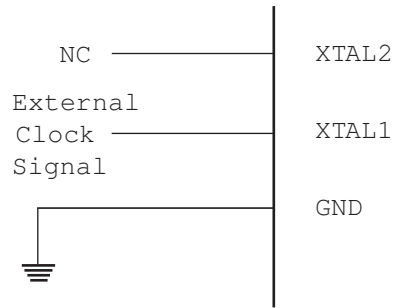 NC XTAL2
External
Clock XTAL1
Signal
GND